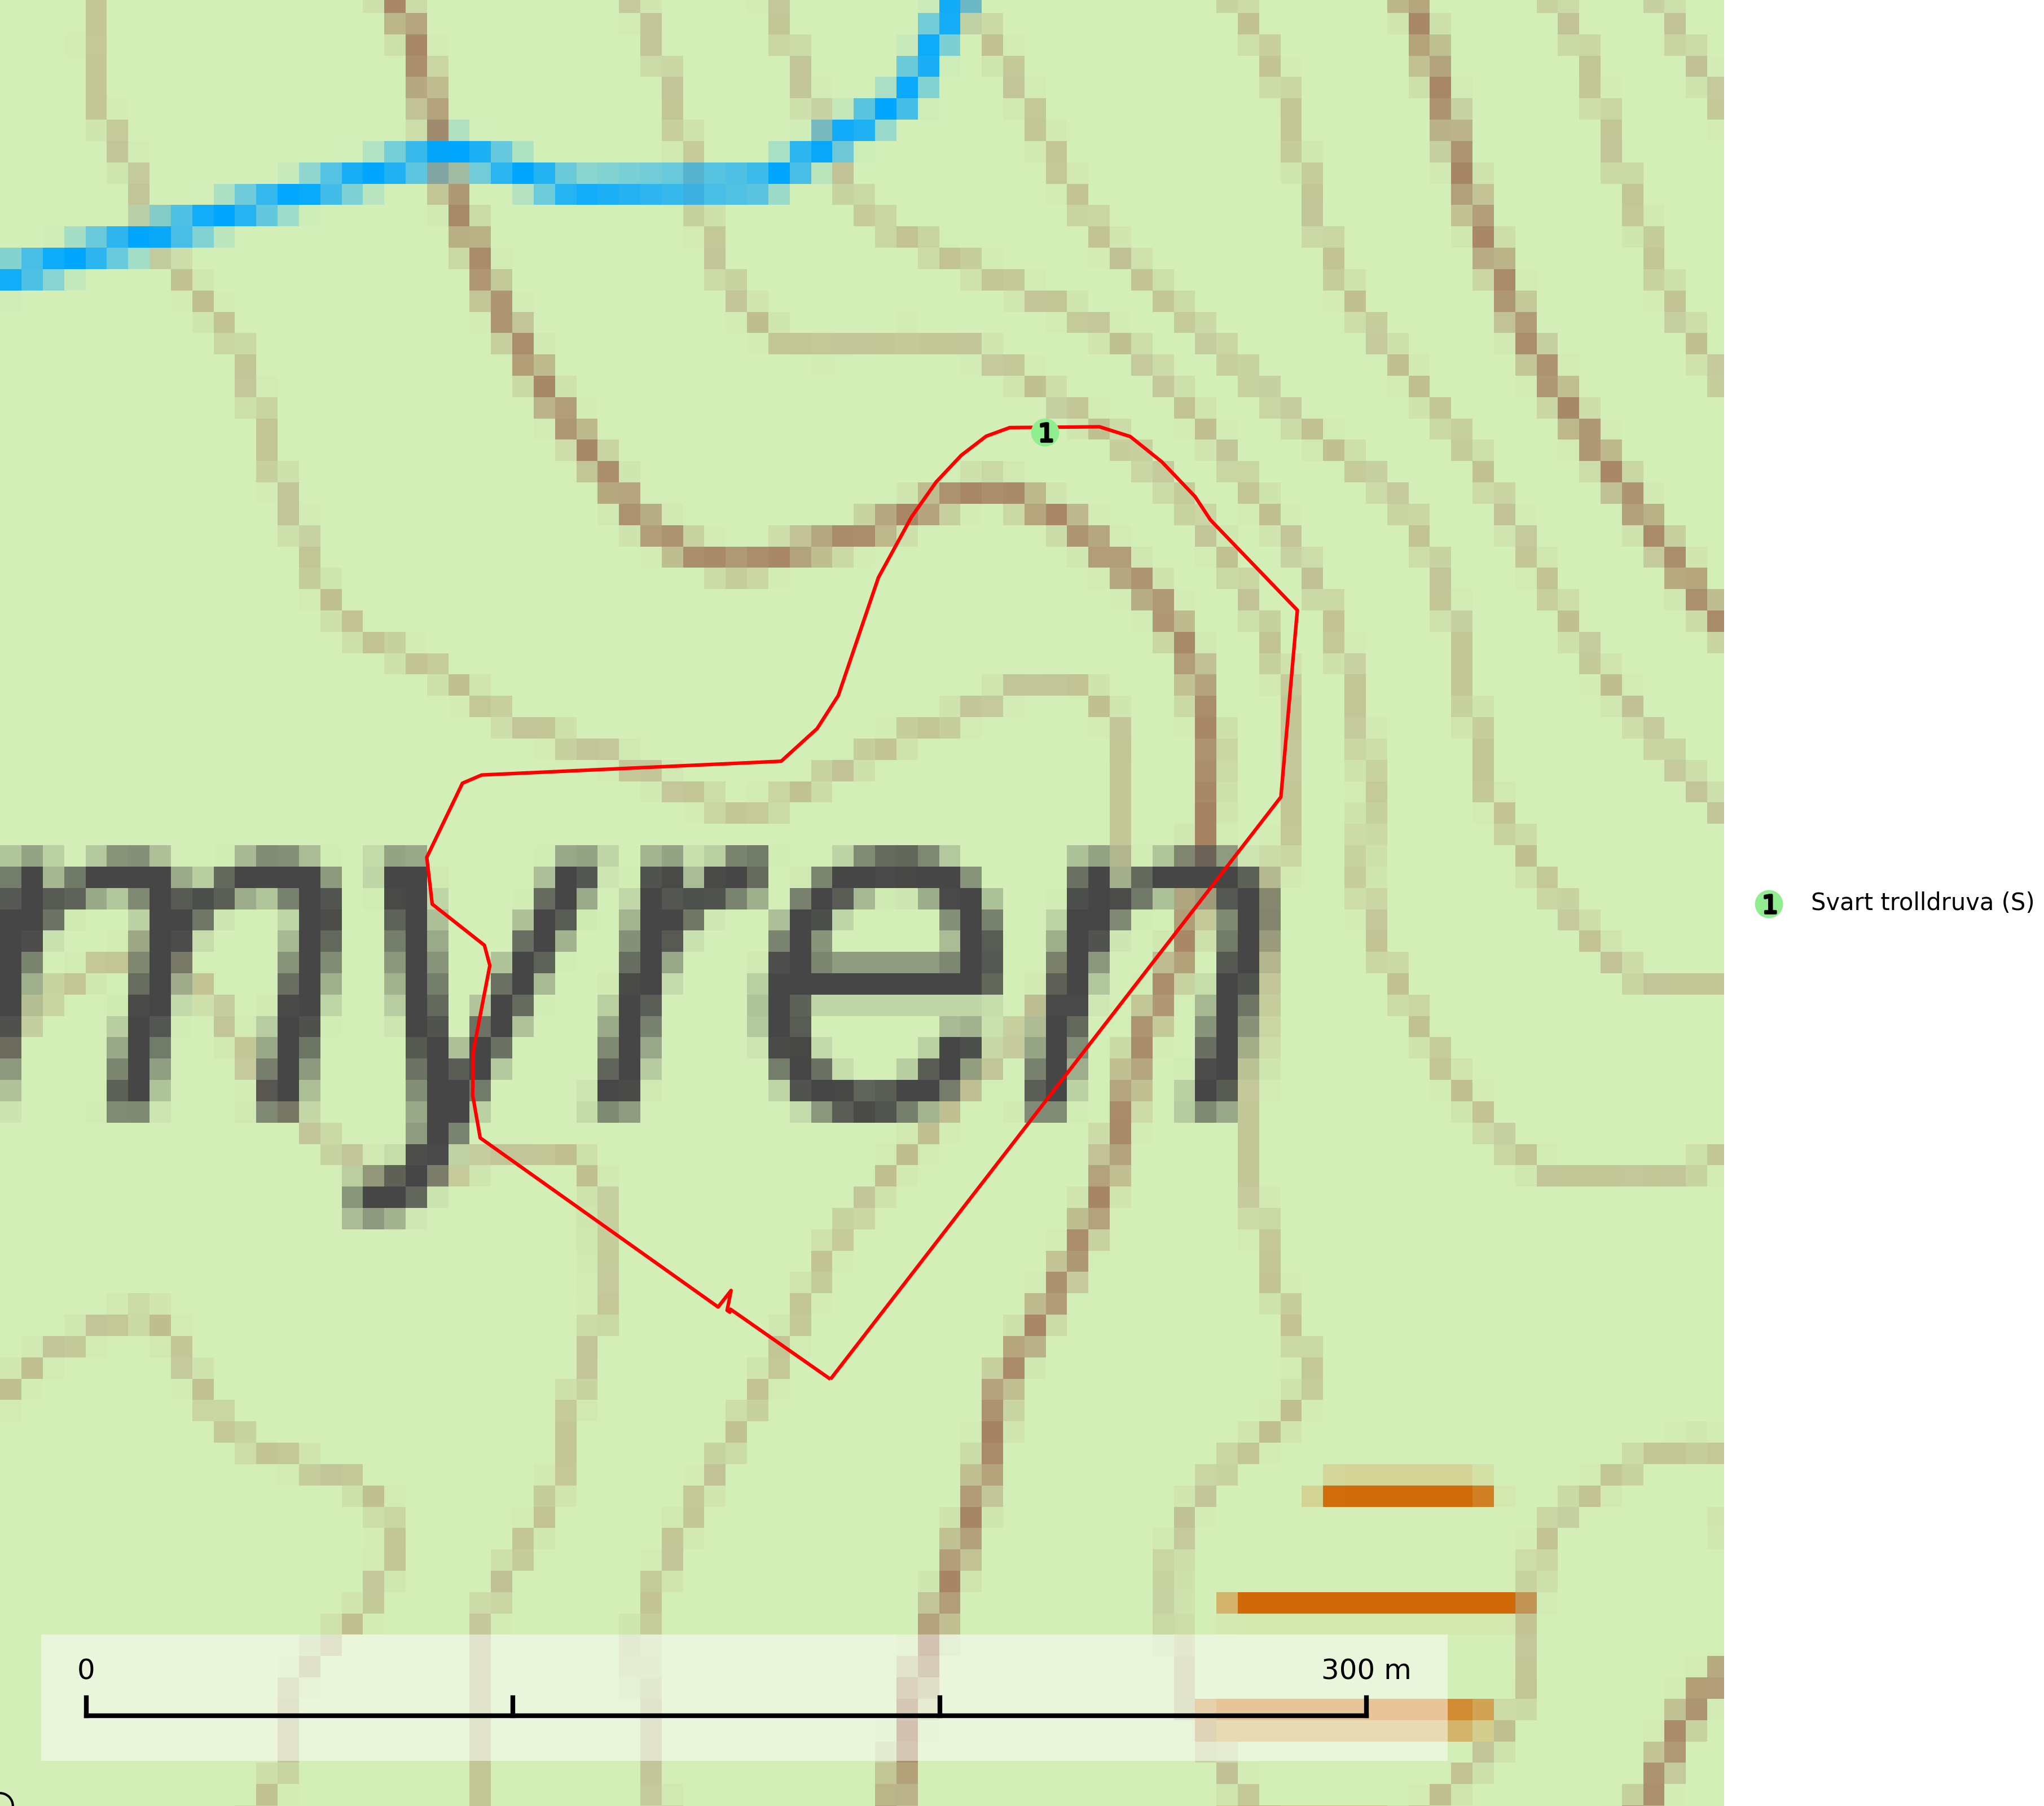 1
myren
1 Svart trolldruva (S)
0 300 m